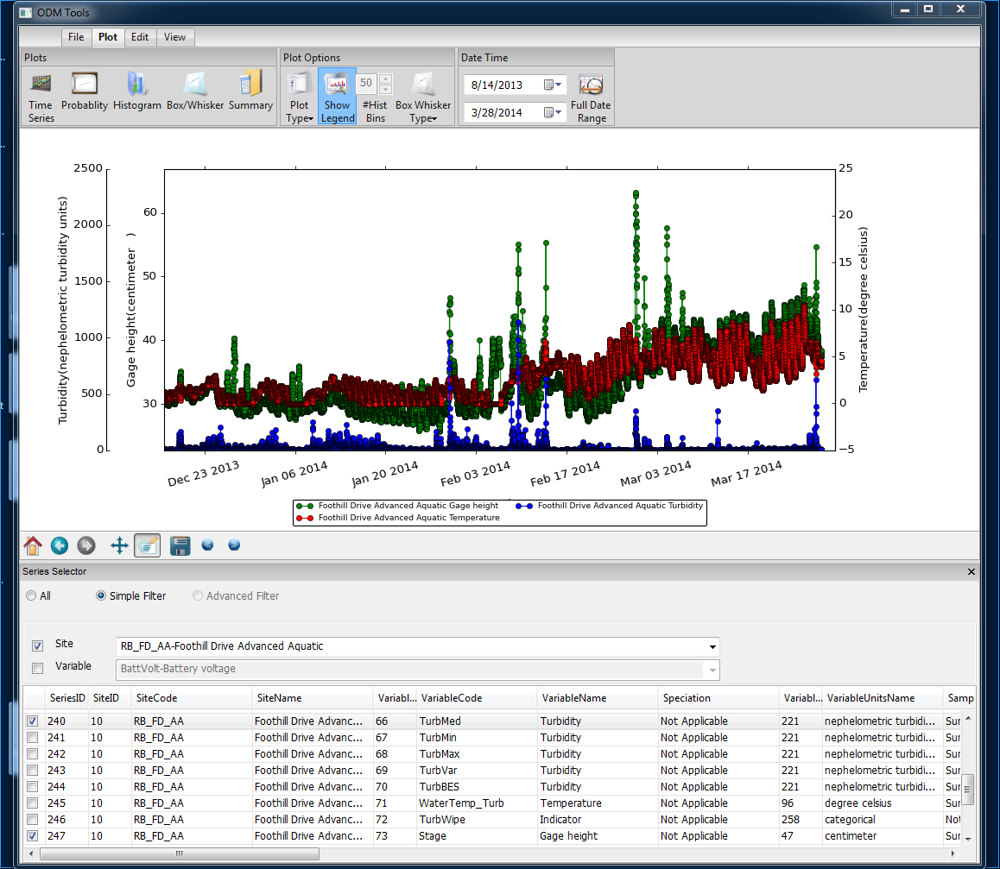 ODM Tools
File Plot Edit View
Plots Plot Options Date Time
Time Series Probablity Histogram Box/Whisker Summary Plot Type Show Legend 50 #Hist Bins Box Whisker Type 8/14/2013 3/28/2014 Full Date Range
2500
2000
1500
1000
500
0
Turbidity(nephelometric turbidity units)
60
50
40
30
Gage height(centimeter )
25
20
15
10
5
0
−5
Temperature(degree celsius)
Dec 23 2013 Jan 06 2014 Jan 20 2014 Feb 03 2014 Feb 17 2014 Mar 03 2014 Mar 17 2014
Foothill Drive Advanced Aquatic Gage height Foothill Drive Advanced Aquatic Turbidity
Foothill Drive Advanced Aquatic Temperature
Series Selector
All Simple Filter Advanced Filter
Site RB_FD_AA-Foothill Drive Advanced Aquatic
Variable BattVolt-Battery voltage
SeriesID SiteID SiteCode SiteName Variabl... VariableCode VariableName Speciation Variabl... VariableUnitsName Samp
240 10 RB_FD_AA Foothill Drive Advanc... 66 TurbMed Turbidity Not Applicable 221 nephelometric turbidi... Sur
241 10 RB_FD_AA Foothill Drive Advanc... 67 TurbMin Turbidity Not Applicable 221 nephelometric turbidi... Sur
242 10 RB_FD_AA Foothill Drive Advanc... 68 TurbMax Turbidity Not Applicable 221 nephelometric turbidi... Sur
243 10 RB_FD_AA Foothill Drive Advanc... 69 TurbVar Turbidity Not Applicable 221 nephelometric turbidi... Sur
244 10 RB_FD_AA Foothill Drive Advanc... 70 TurbBES Turbidity Not Applicable 221 nephelometric turbidi... Sur
245 10 RB_FD_AA Foothill Drive Advanc... 71 WaterTemp_Turb Temperature Not Applicable 96 degree celsius Sur
246 10 RB_FD_AA Foothill Drive Advanc... 72 TurbWipe Indicator Not Applicable 258 categorical Not
247 10 RB_FD_AA Foothill Drive Advanc... 73 Stage Gage height Not Applicable 47 centimeter Sur